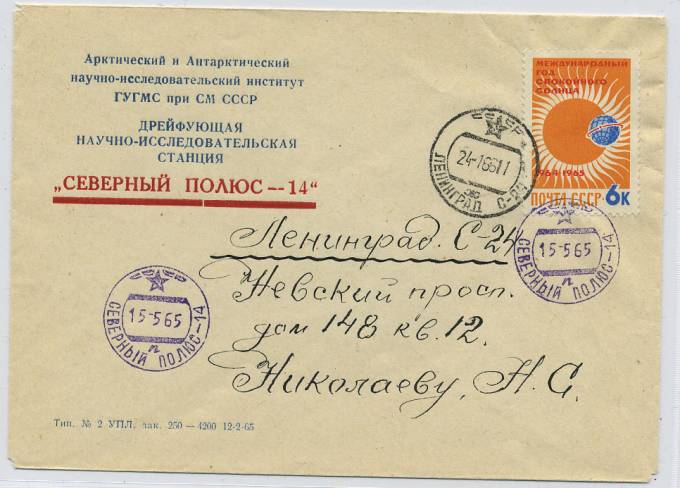 Арктический и Антарктический
научно-исследовательский институт
ГУГМС при СМ СССР
ДРЕЙФУЮЩАЯ
НАУЧНО-ИССЛЕДОВАТЕЛЬСКАЯ
СТАНЦИЯ
„СЕВЕРНЫЙ ПОЛЮС—14“
МЕЖДУНАРОДНЫЙ
ГОД
СПОКОЙНОГО
СОЛНЦА
1964-1965
ПОЧТА СССР 6К
СССР
24-16611
ЛЕНИНГРАД С-24
Ленинград. С-24
Невский просп.
дом 148 кв. 12.
Николаеву, Н. С.
15-5 65
СЕВЕРНЫЙ ПОЛЮС-14
п
15-5 65
СЕВЕРНЫЙ ПОЛЮС-14
п
Тип. № 2 УПЛ. зак. 250 — 4200 12-2-65